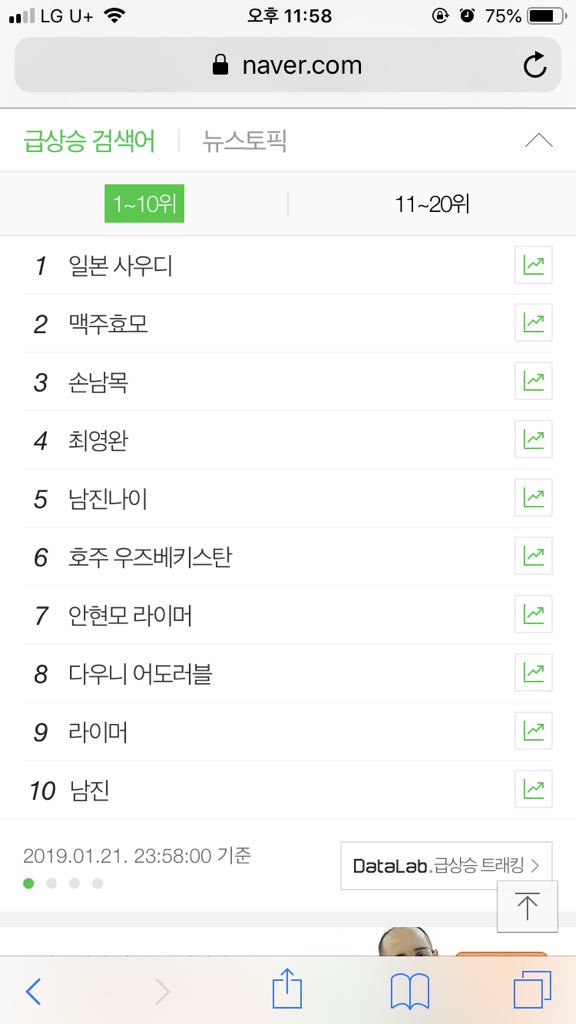 LG U+ 오후 11:58 75%
naver.com
급상승 검색어 뉴스토픽
1~10위 11~20위
1 일본 사우디
2 맥주효모
3 손남목
4 최영완
5 남진나이
6 호주 우즈베키스탄
7 안현모 라이머
8 다우니 어도러블
9 라이머
10 남진
2019.01.21. 23:58:00 기준
DataLab.급상승 트래킹